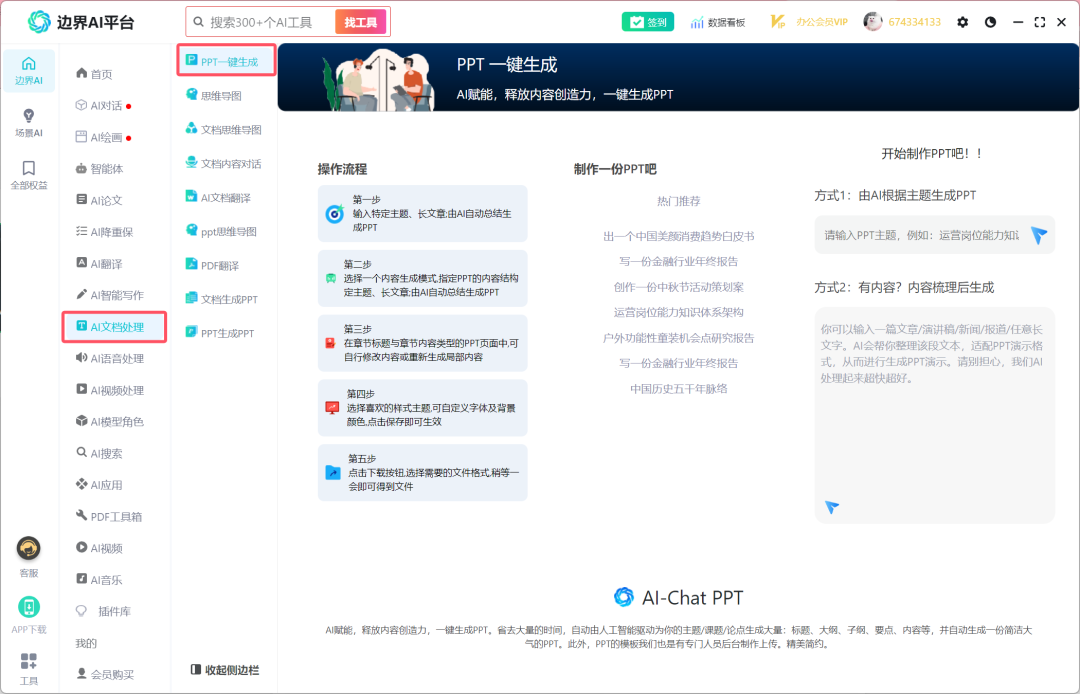 边界AI平台
搜索300+个AI工具
找工具
签到
数据看板
办公会员VIP
674334133
边界AI
场景AI
全部权益
客服
APP下载
工具
首页
AI对话
AI绘画
智能体
AI论文
AI降重保
AI翻译
AI智能写作
AI文档处理
AI语音处理
AI视频处理
AI模型角色
AI搜索
AI应用
PDF工具箱
AI视频
AI音乐
插件库
我的
会员购买
PPT一键生成
思维导图
文档思维导图
文档内容对话
AI文档翻译
ppt思维导图
PDF翻译
文档生成PPT
PPT生成PPT
收起侧边栏
PPT 一键生成
AI赋能，释放内容创造力，一键生成PPT
操作流程
第一步
输入特定主题、长文章;由AI自动总结生
成PPT
第二步
选择一个内容生成模式,指定PPT的内容结构
定主题、长文章;由AI自动总结生成PPT
第三步
在章节标题与章节内容类型的PPT页面中,可
自行修改内容或重新生成局部内容
第四步
选择喜欢的样式主题,可自定义字体及背景
颜色,点击保存即可生效
第五步
点击下载按钮,选择需要的文件格式,稍等一
会即可得到文件
制作一份PPT吧
热门推荐
出一个中国美颜消费趋势白皮书
写一份金融行业年终报告
创作一份中秋节活动策划案
运营岗位能力知识体系架构
户外功能性童装机会点研究报告
写一份金融行业年终报告
中国历史五千年脉络
开始制作PPT吧！！
方式1：由AI根据主题生成PPT
请输入PPT主题，例如：运营岗位能力知识
方式2：有内容？内容梳理后生成
你可以输入一篇文章/演讲稿/新闻/报道/任意长
文字。AI会帮你整理该段文本，适配PPT演示格
式，从而进行生成PPT演示。请别担心，我们AI
处理起来超快超好。
AI-Chat PPT
AI赋能，释放内容创造力，一键生成PPT。省去大量的时间，自动由人工智能驱动为你的主题/课题/论点生成大量：标题、大纲、子纲、要点、内容等，并自动生成一份简洁大
气的PPT。此外，PPT的模板我们也是有专门人员后台制作上传。精美简约。